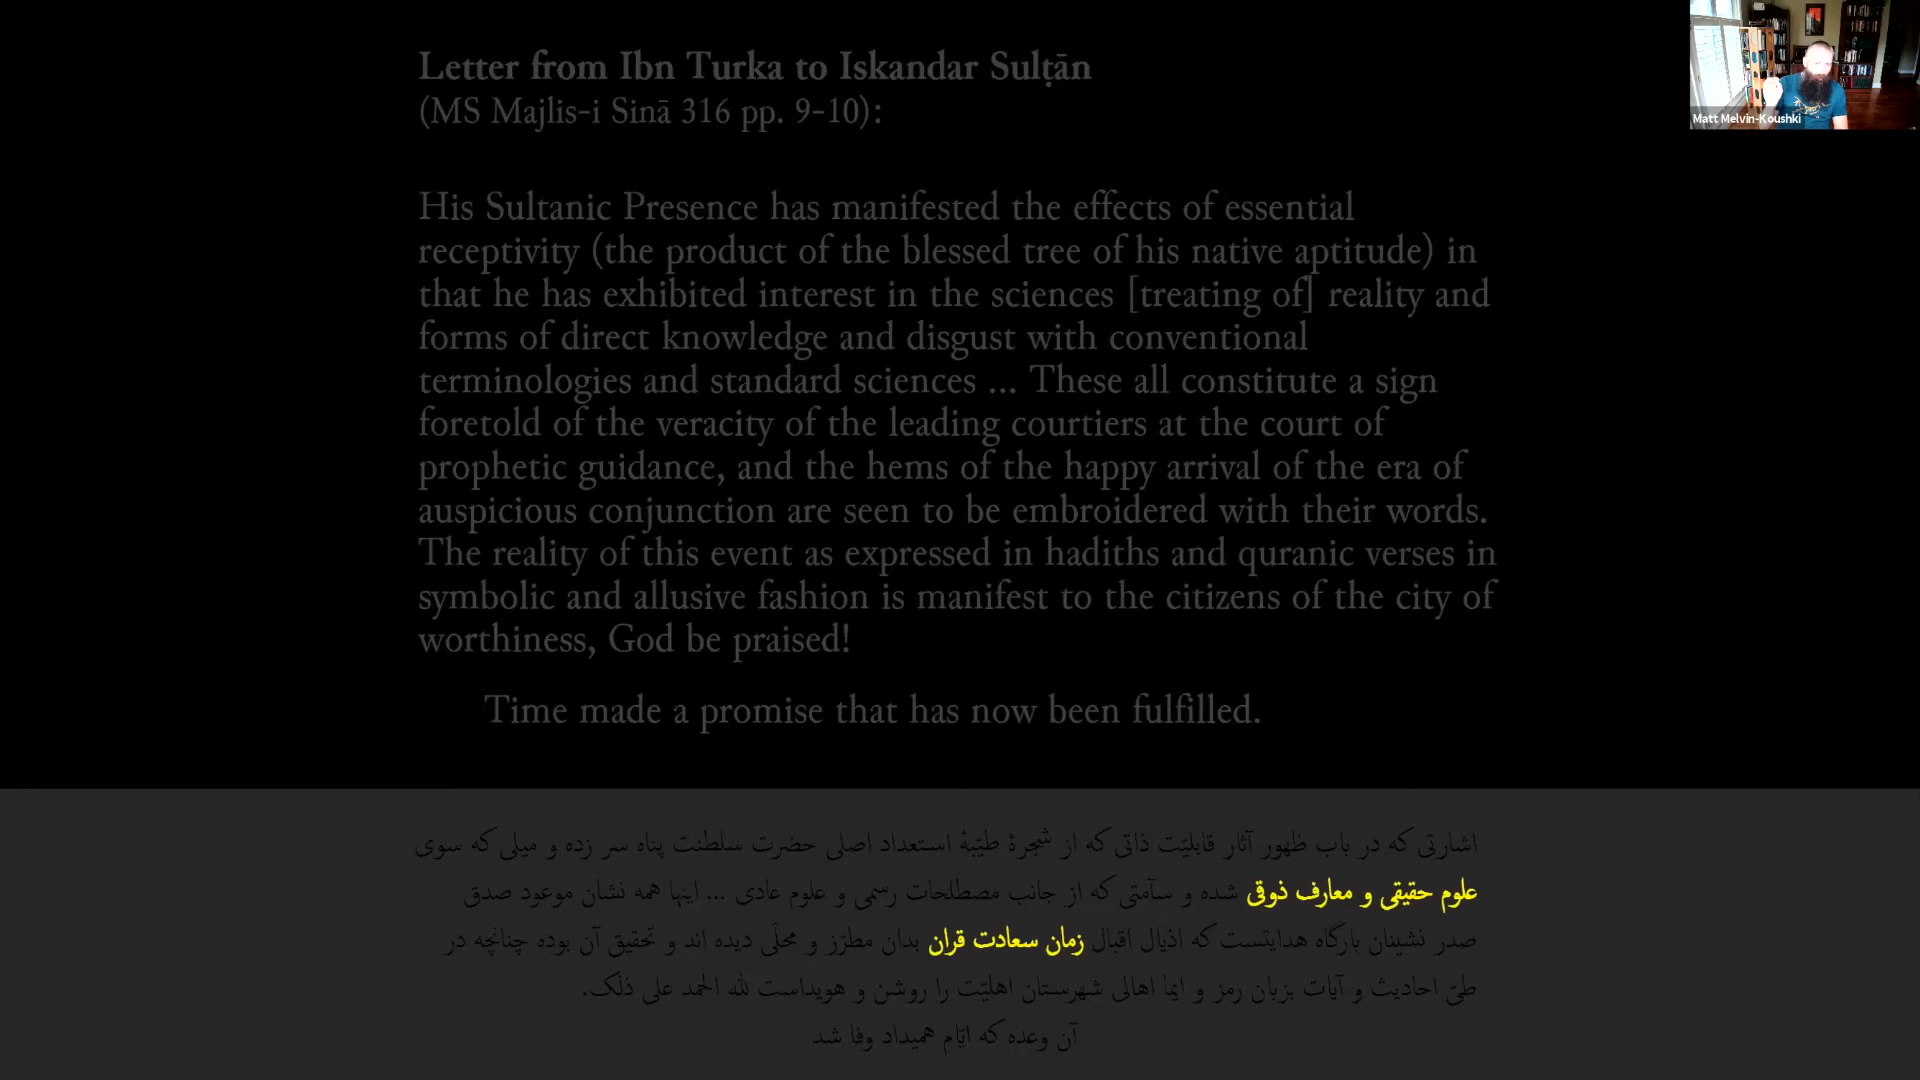 Letter from Ibn Turka to Iskandar Sulṭān
(MS Majlis-i Sinā 316 pp. 9-10):
His Sultanic Presence has manifested the effects of essential
receptivity (the product of the blessed tree of his native aptitude) in
that he has exhibited interest in the sciences [treating of] reality and
forms of direct knowledge and disgust with conventional
terminologies and standard sciences ... These all constitute a sign
foretold of the veracity of the leading courtiers at the court of
prophetic guidance, and the hems of the happy arrival of the era of
auspicious conjunction are seen to be embroidered with their words.
The reality of this event as expressed in hadiths and quranic verses in
symbolic and allusive fashion is manifest to the citizens of the city of
worthiness, God be praised!
Time made a promise that has now been fulfilled.
اشارتی که در باب ظهور آثار قابلیّت ذاتی که از شجرهٔ طیّبهٔ استعداد اصلی حضرت سلطنت پناه سر زده و میلی که سوی
علوم حقیقی و معارف ذوقی شده و سآمتی که از جانب مصطلحات رسمی و علوم عادی ... اینها همه نشان موعود صدق
صدر نشینان بارگاه هدایتست که اذیال اقبال زمان سعادت قران بدان مطرّز و محلّی دیده اند و تحقیق آن بوده چنانچه در
طیّ احادیث و آیات بزبان رمز و ایما اهالی شهرستان اهلیّت را روشن و هویداست لله الحمد علی ذلک.
آن وعده که ایّام همیداد وفا شد
Matt Melvin-Koushki